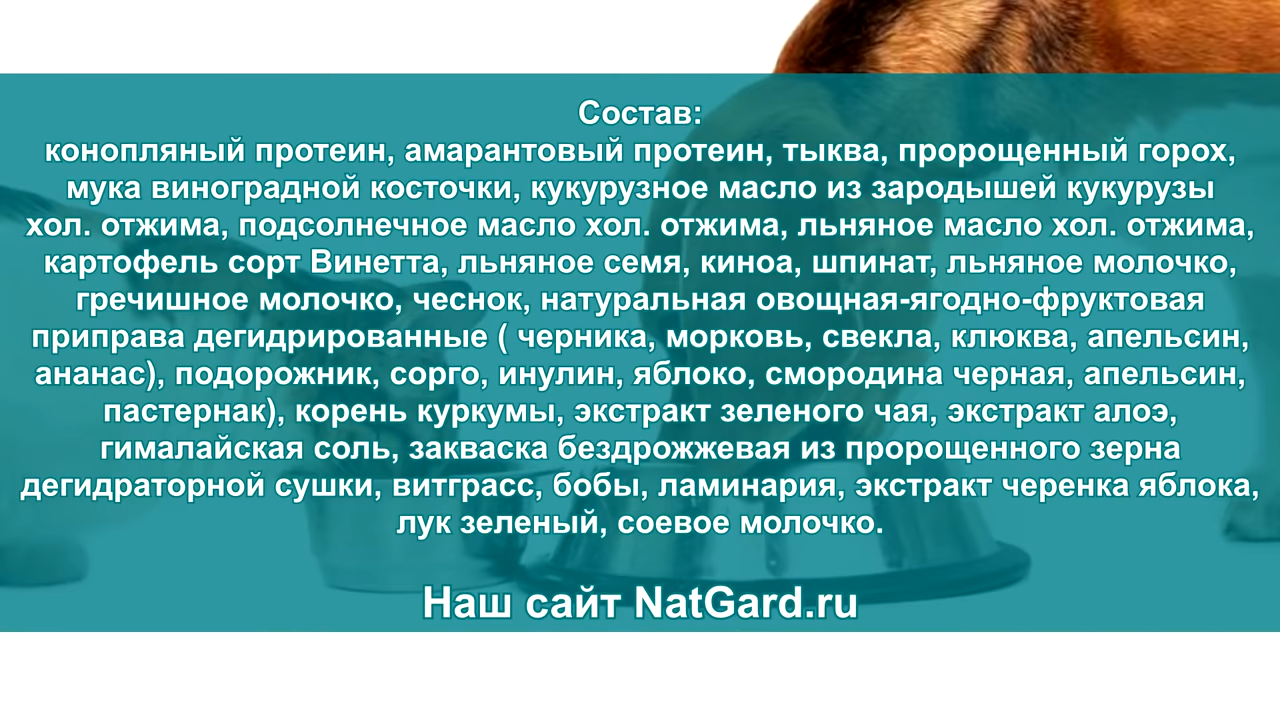 Состав:
конопляный протеин, амарантовый протеин, тыква, пророщенный горох,
мука виноградной косточки, кукурузное масло из зародышей кукурузы
хол. отжима, подсолнечное масло хол. отжима, льняное масло хол. отжима,
картофель сорт Винетта, льняное семя, киноа, шпинат, льняное молочко,
гречишное молочко, чеснок, натуральная овощная-ягодно-фруктовая
приправа дегидрированные ( черника, морковь, свекла, клюква, апельсин,
ананас), подорожник, сорго, инулин, яблоко, смородина черная, апельсин,
пастернак), корень куркумы, экстракт зеленого чая, экстракт алоэ,
гималайская соль, закваска бездрожжевая из пророщенного зерна
дегидраторной сушки, витграсс, бобы, ламинария, экстракт черенка яблока,
лук зеленый, соевое молочко.
Наш сайт NatGard.ru